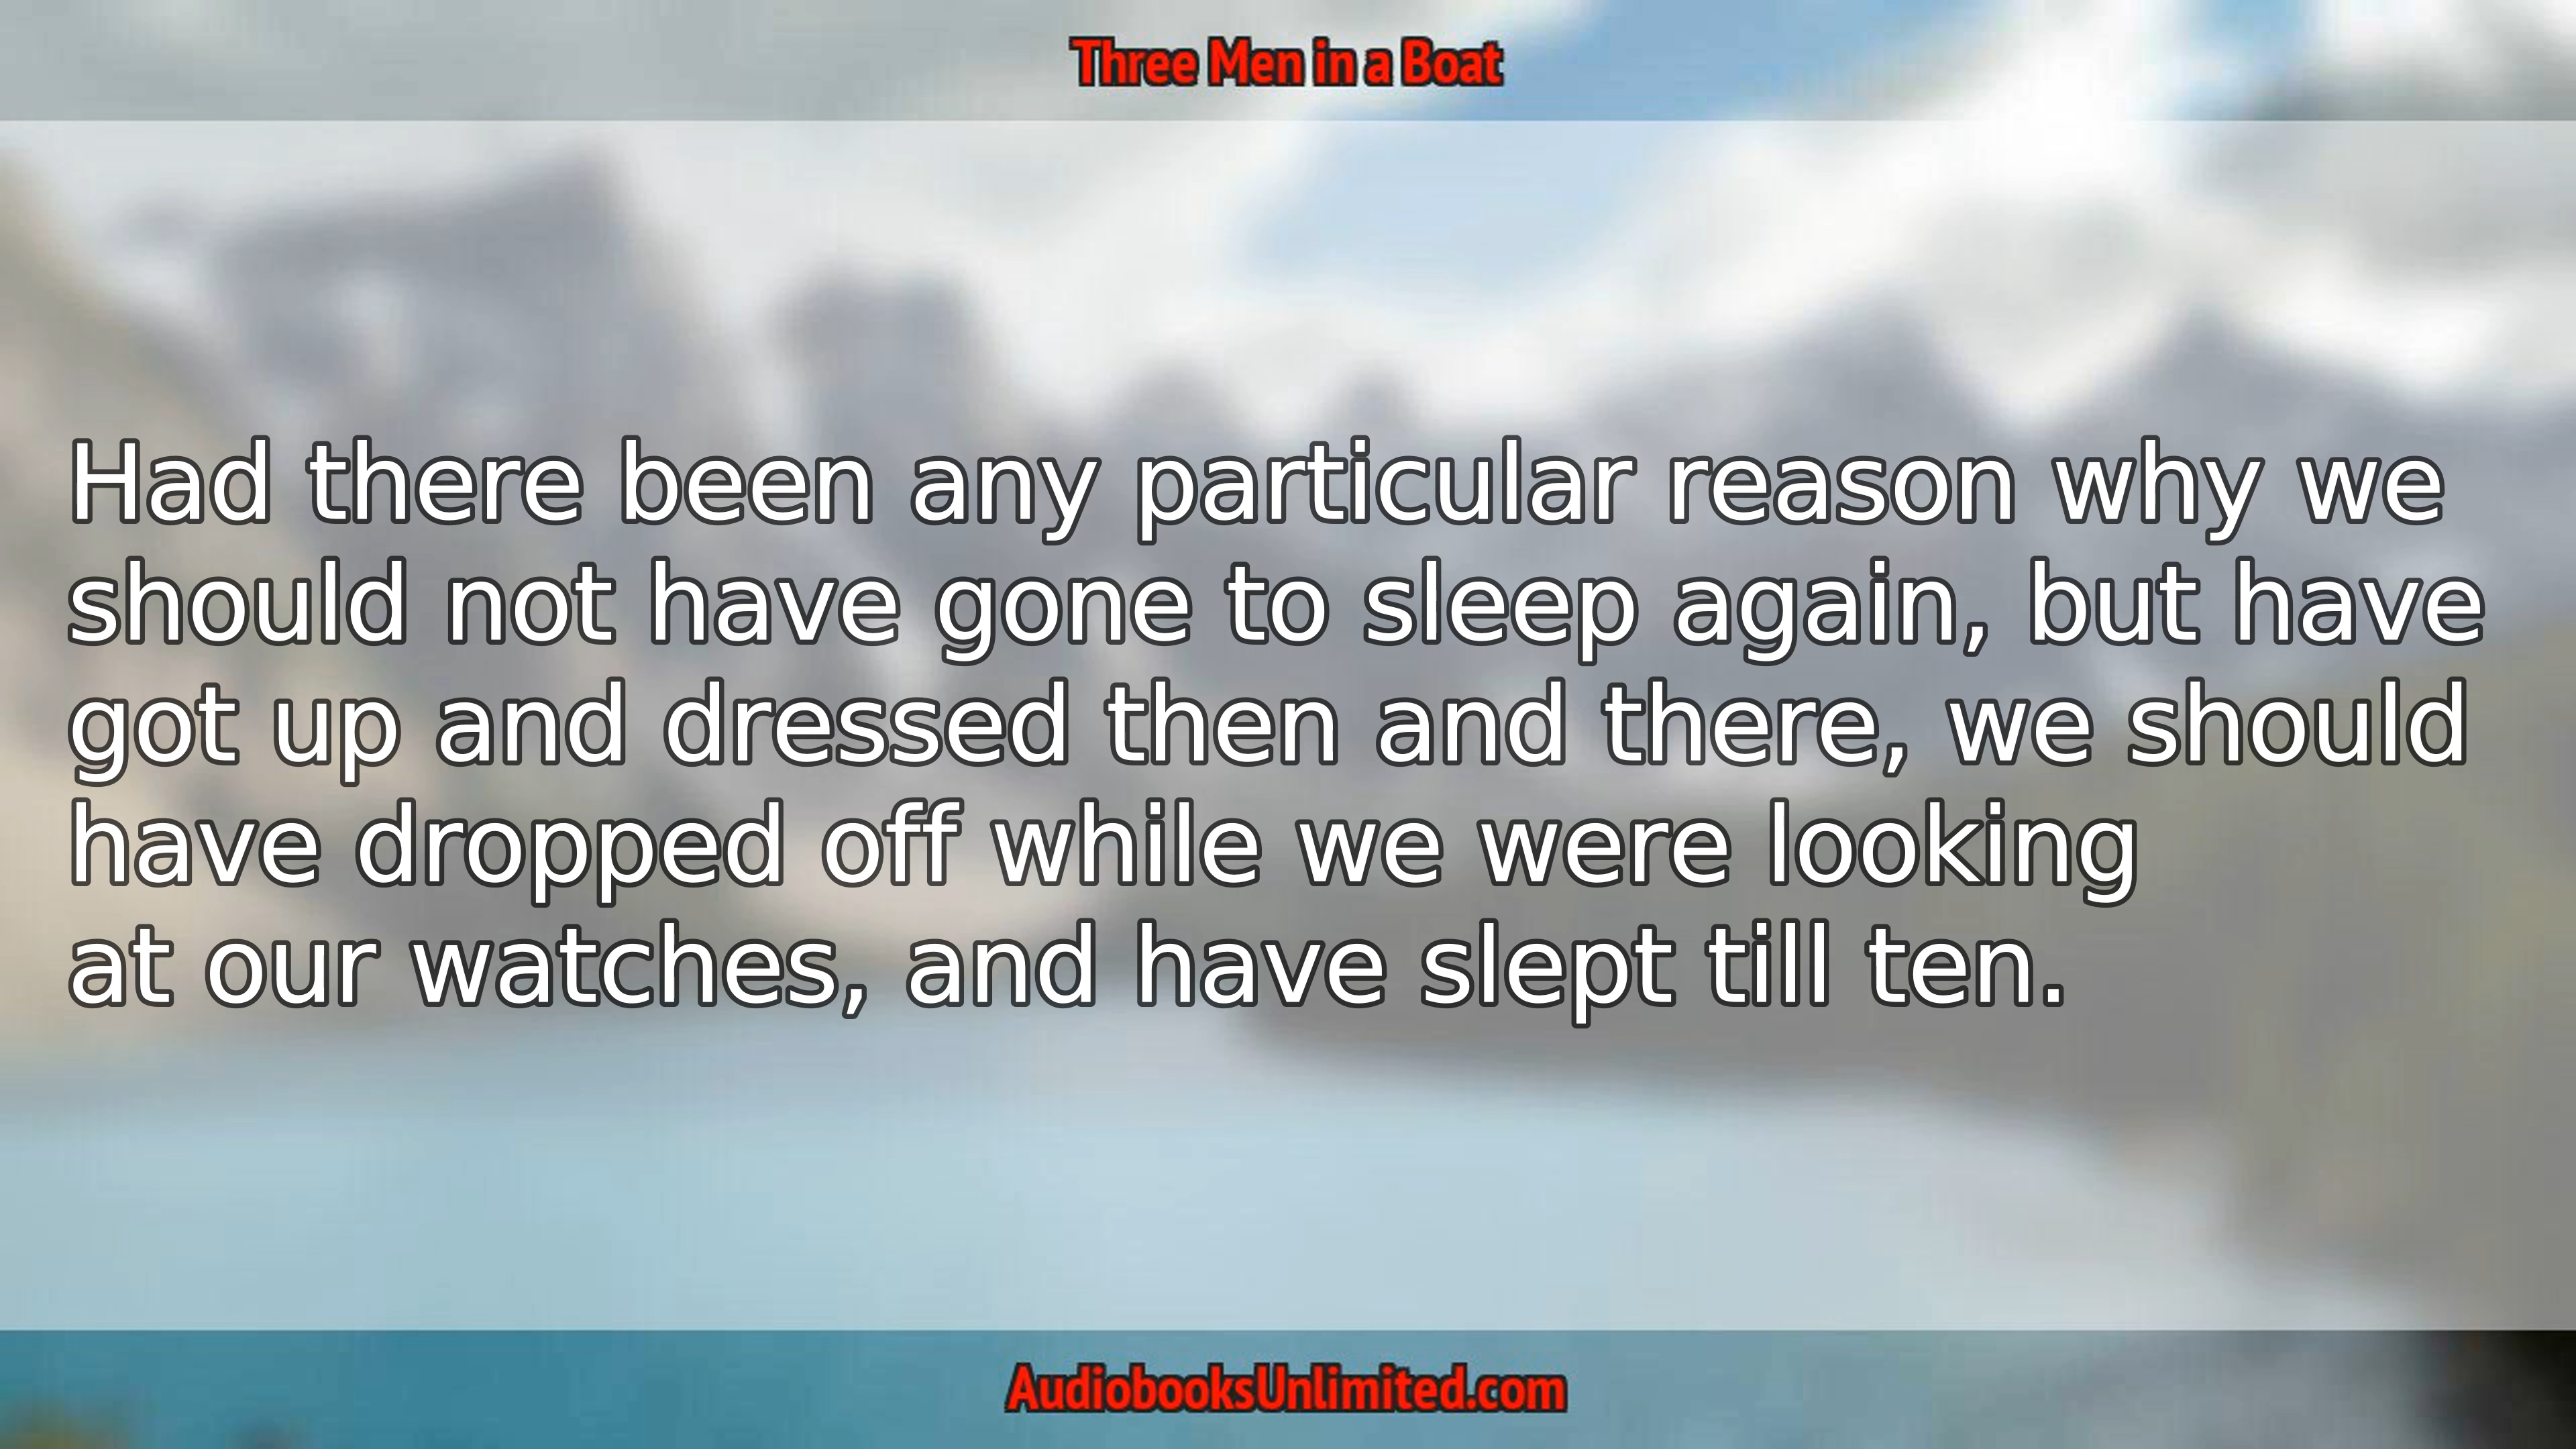 Three Men in a Boat
Had there been any particular reason why we
should not have gone to sleep again, but have
got up and dressed then and there, we should
have dropped off while we were looking
at our watches, and have slept till ten.
AudiobooksUnlimited.com